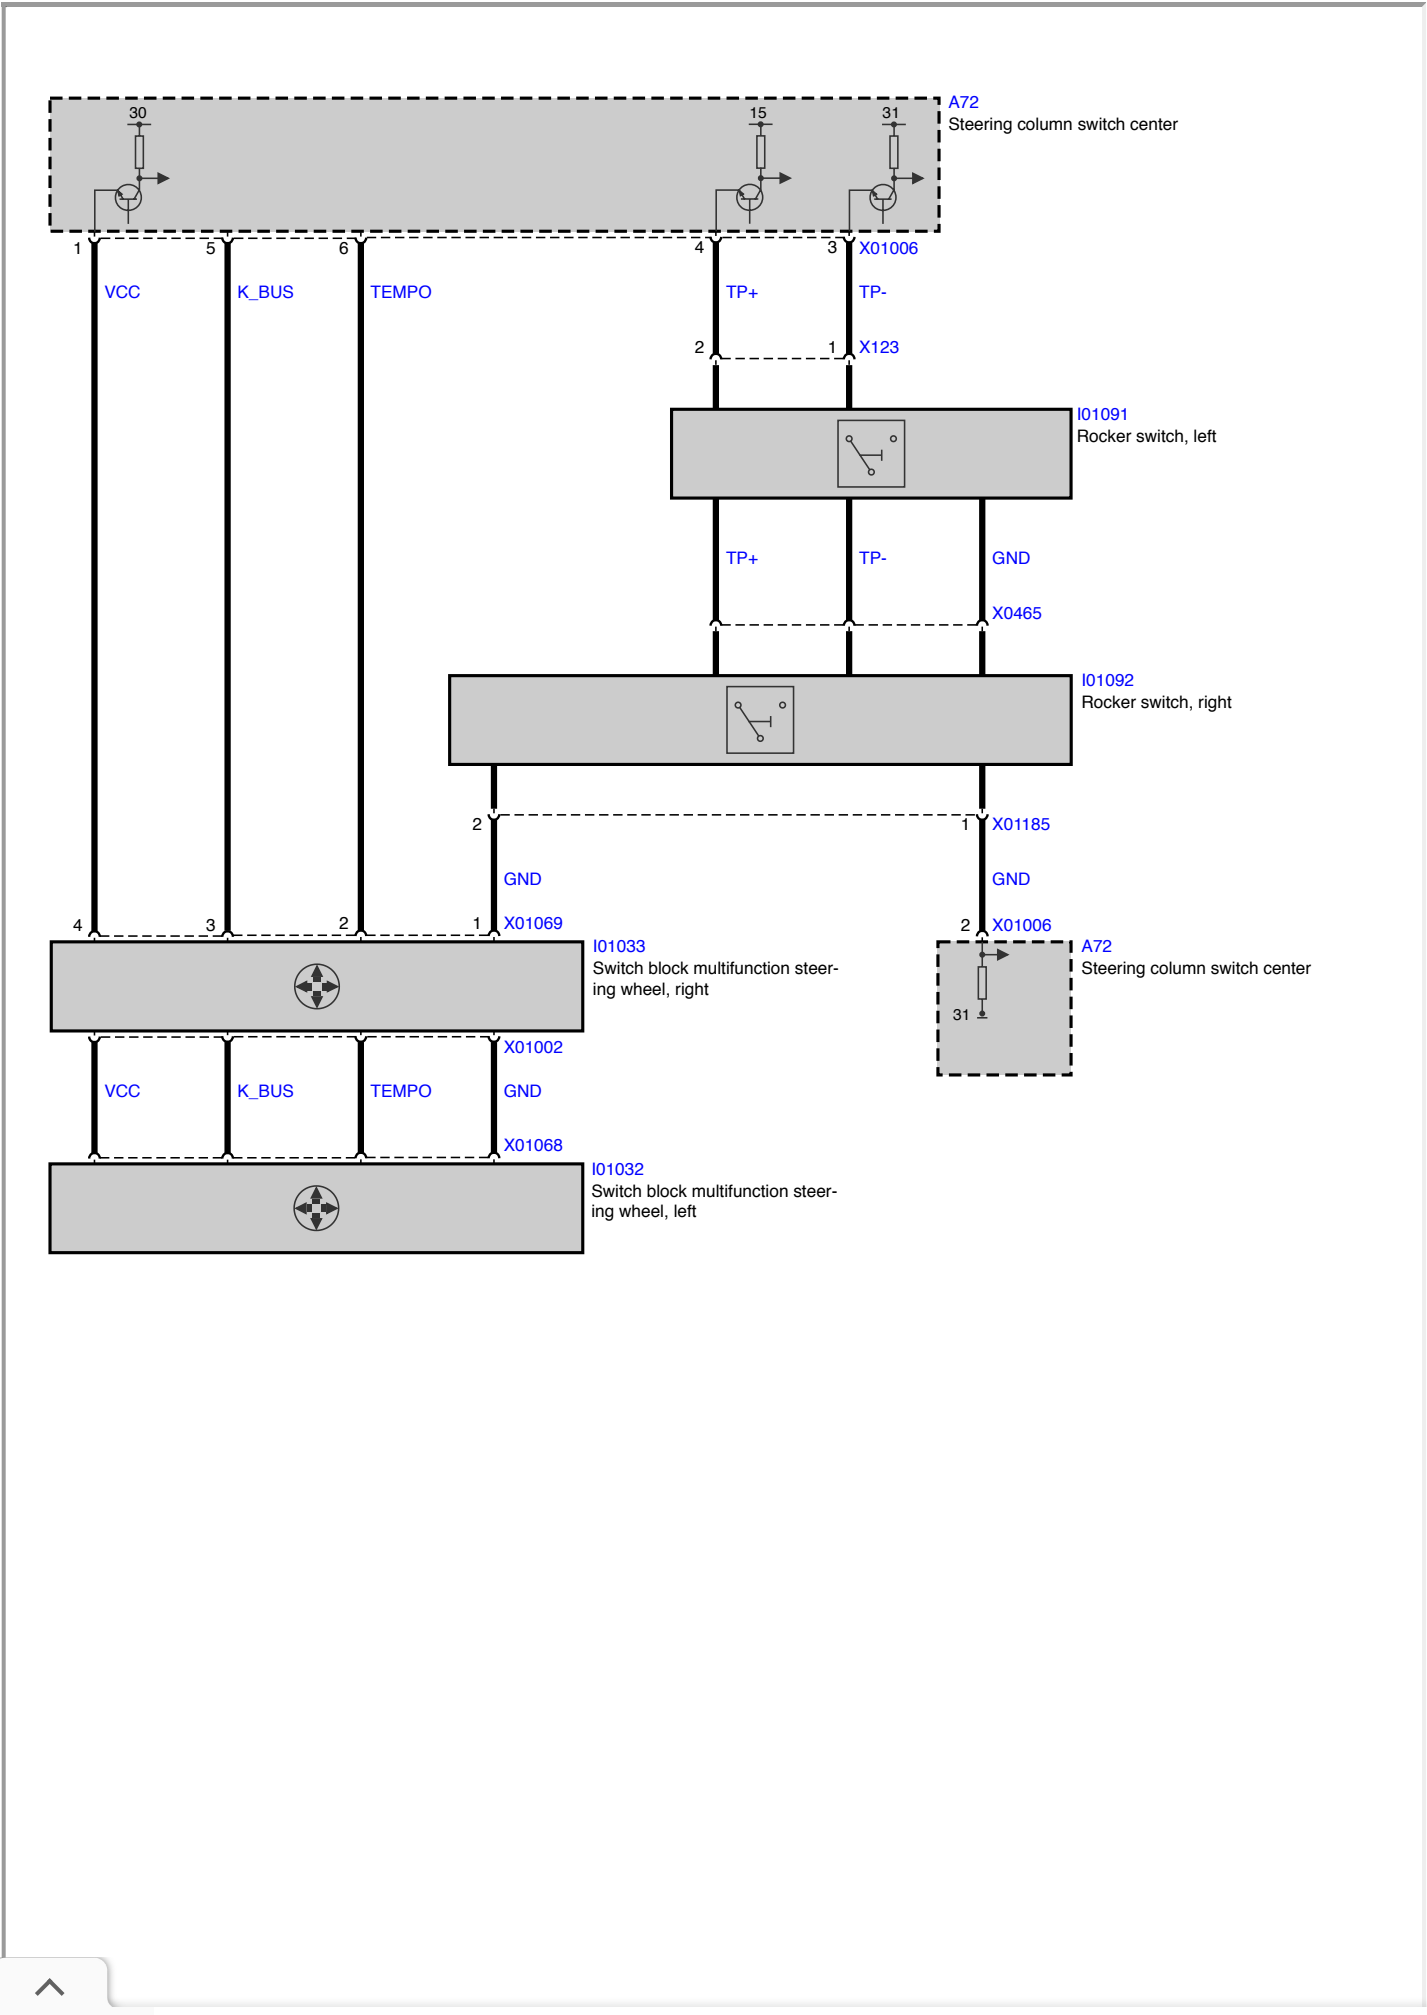 30
15
31
A72
Steering column switch center
1
5
6
4
3
X01006
VCC
K_BUS
TEMPO
TP+
TP-
2
1
X123
I01091
Rocker switch, left
TP+
TP-
GND
X0465
I01092
Rocker switch, right
2
1
X01185
GND
GND
4
3
2
1
X01069
2
X01006
I01033
Switch block multifunction steer-
ing wheel, right
A72
Steering column switch center
31
X01002
VCC
K_BUS
TEMPO
GND
X01068
I01032
Switch block multifunction steer-
ing wheel, left